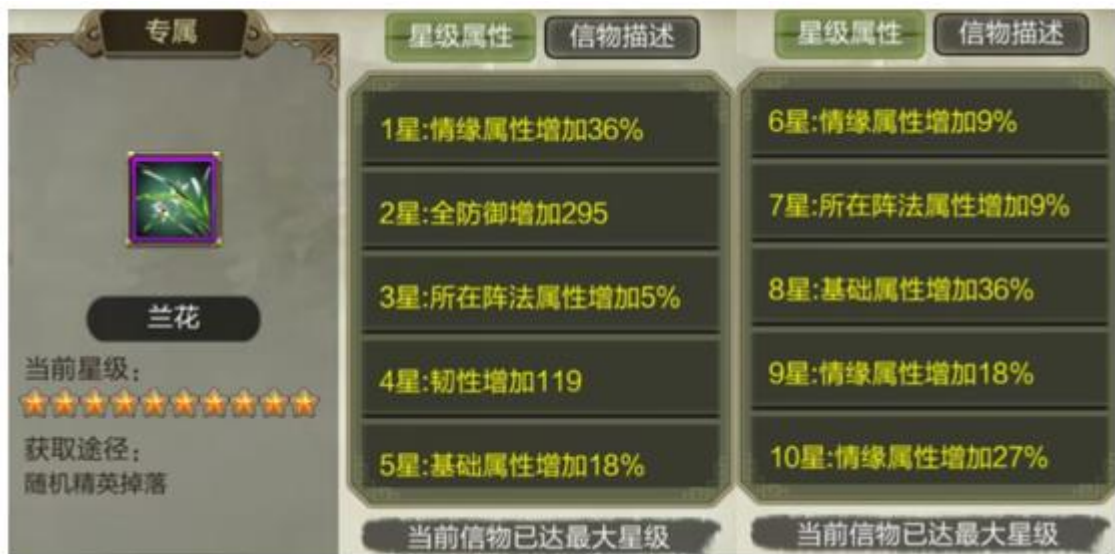 专属
兰花
当前星级：
获取途径：
随机精英掉落
星级属性 信物描述
1星:情缘属性增加36%
2星:全防御增加295
3星:所在阵法属性增加5%
4星:韧性增加119
5星:基础属性增加18%
当前信物已达最大星级
星级属性 信物描述
6星:情缘属性增加9%
7星:所在阵法属性增加9%
8星:基础属性增加36%
9星:情缘属性增加18%
10星:情缘属性增加27%
当前信物已达最大星级